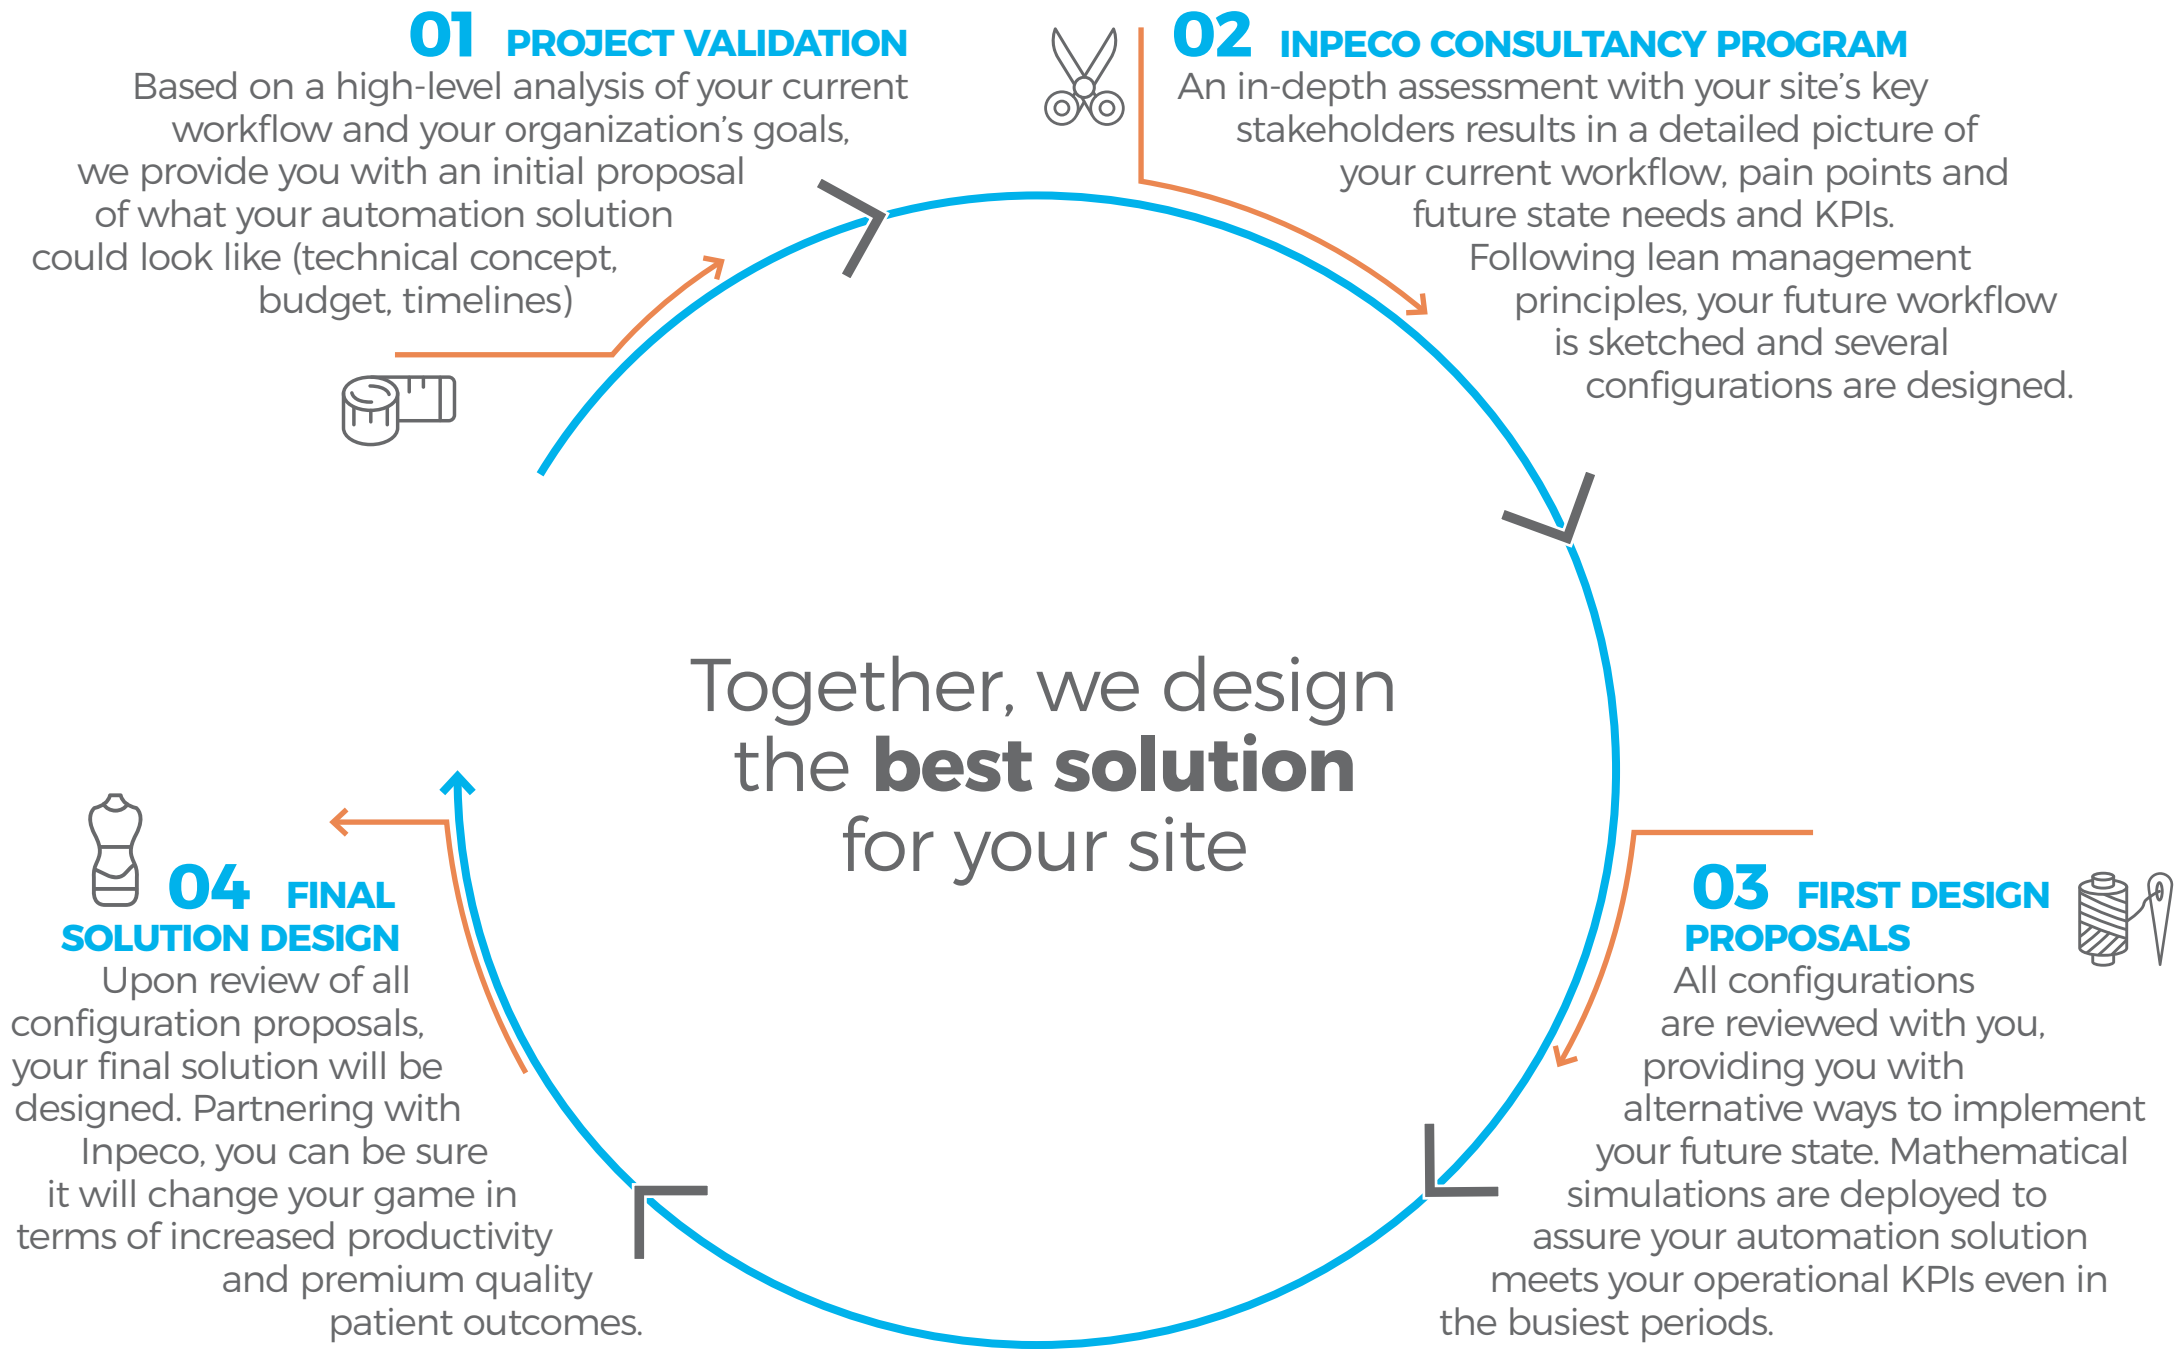 01 PROJECT VALIDATION
Based on a high-level analysis of your current
workflow and your organization's goals,
we provide you with an initial proposal
of what your automation solution
could look like (technical concept,
budget, timelines)
02 INPECO CONSULTANCY PROGRAM
An in-depth assessment with your site's key
stakeholders results in a detailed picture of
your current workflow, pain points and
future state needs and KPIs.
Following lean management
principles, your future workflow
is sketched and several
configurations are designed.
Together, we design
the best solution
for your site
03 FIRST DESIGN
PROPOSALS
All configurations
are reviewed with you,
providing you with
alternative ways to implement
your future state. Mathematical
simulations are deployed to
assure your automation solution
meets your operational KPIs even in
the busiest periods.
04 FINAL
SOLUTION DESIGN
Upon review of all
configuration proposals,
your final solution will be
designed. Partnering with
Inpeco, you can be sure
it will change your game in
terms of increased productivity
and premium quality
patient outcomes.